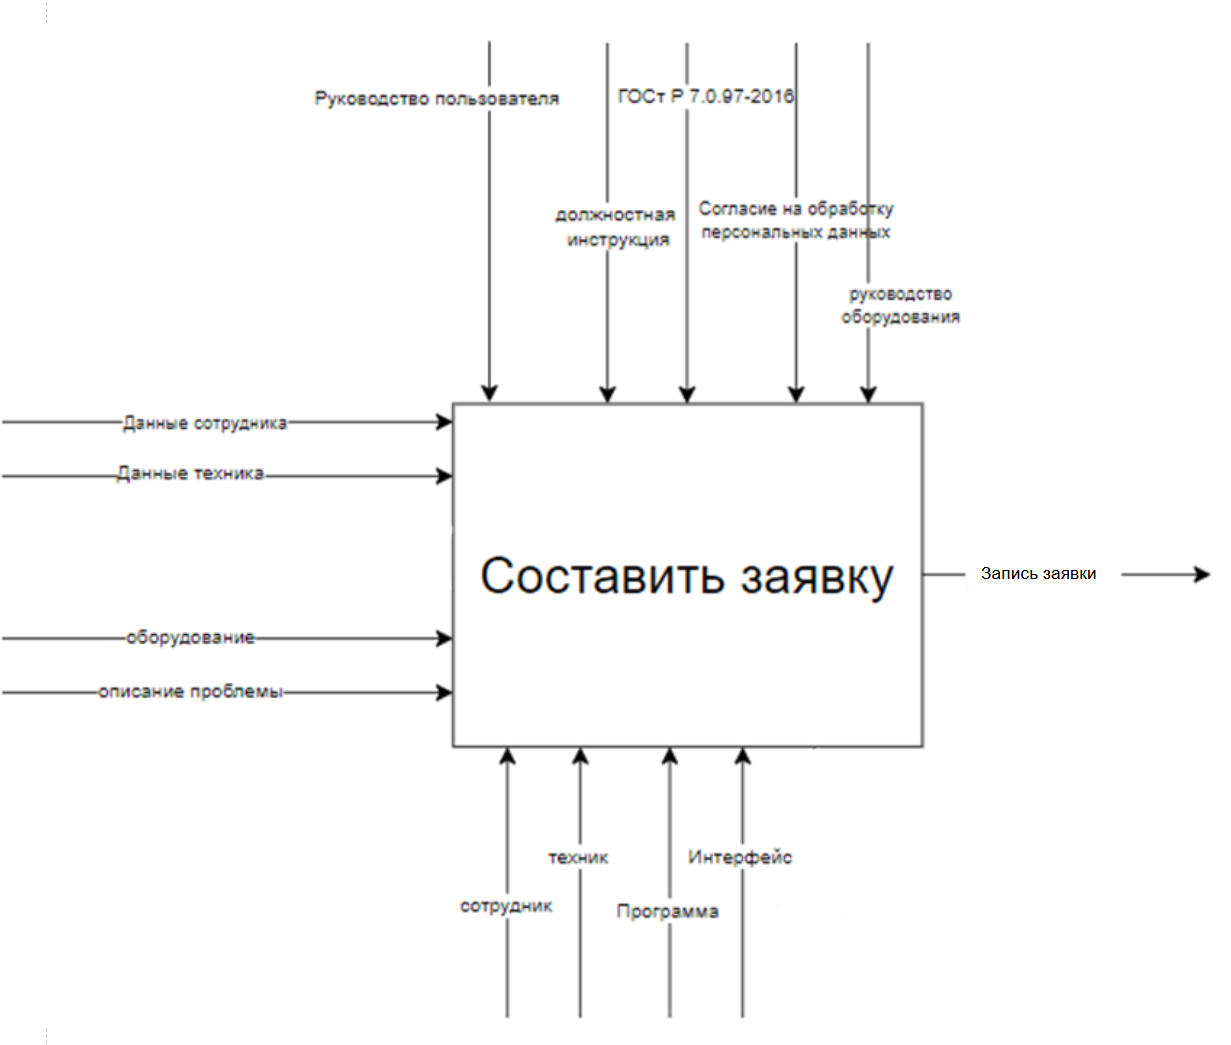 Руководство пользователя
ГОСт Р 7.0.97-2016
должностная
инструкция
Согласие на обработку
персональных данных
руководство
оборудования
Данные сотрудника
Данные техника
оборудование
описание проблемы
Составить заявку
Запись заявки
сотрудник
техник
Программа
Интерфейс